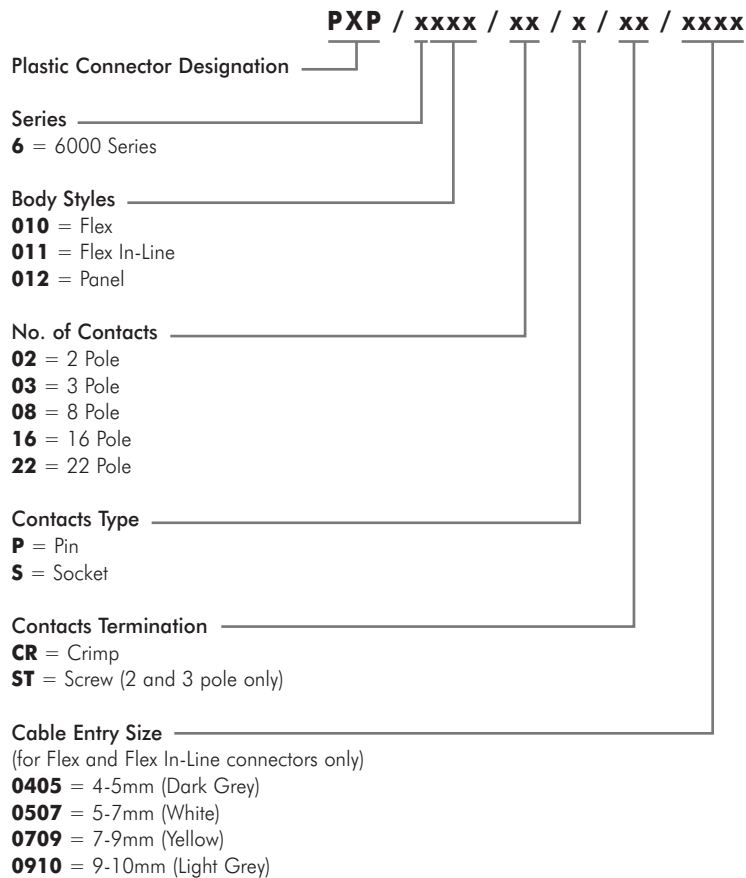 PXP / xxxx / xx / x / xx / xxxx
Plastic Connector Designation
Series
6 = 6000 Series
Body Styles
010 = Flex
011 = Flex In-Line
012 = Panel
No. of Contacts
02 = 2 Pole
03 = 3 Pole
08 = 8 Pole
16 = 16 Pole
22 = 22 Pole
Contacts Type
P = Pin
S = Socket
Contacts Termination
CR = Crimp
ST = Screw (2 and 3 pole only)
Cable Entry Size
(for Flex and Flex In-Line connectors only)
0405 = 4-5mm (Dark Grey)
0507 = 5-7mm (White)
0709 = 7-9mm (Yellow)
0910 = 9-10mm (Light Grey)